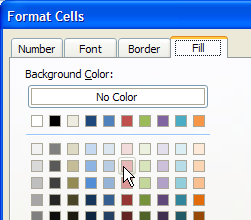 Format Cells
Number Font Border Fill
Background Color:
No Color